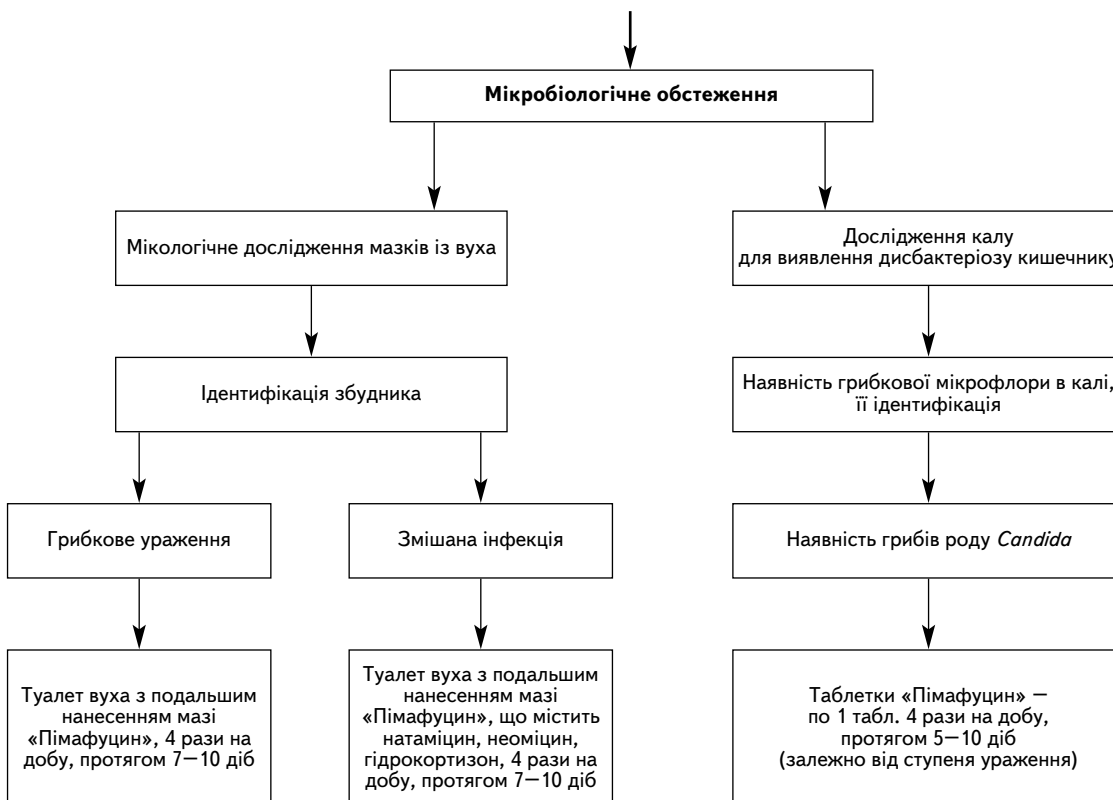 Мікробіологічне обстеження
Мікологічне дослідження мазків із вуха
Дослідження калу
для виявлення дисбактеріозу кишечнику
Ідентифікація збудника
Наявність грибкової мікрофлори в калі,
її ідентифікація
Грибкове ураження
Змішана інфекція
Наявність грибів роду Candida
Туалет вуха з подальшим
нанесенням мазі
«Пімафуцин», 4 рази на
добу, протягом 7—10 діб
Туалет вуха з подальшим
нанесенням мазі
«Пімафуцин», що містить
натаміцин, неоміцин,
гідрокортизон, 4 рази на
добу, протягом 7—10 діб
Таблетки «Пімафуцин» —
по 1 табл. 4 рази на добу,
протягом 5—10 діб
(залежно від ступеня ураження)